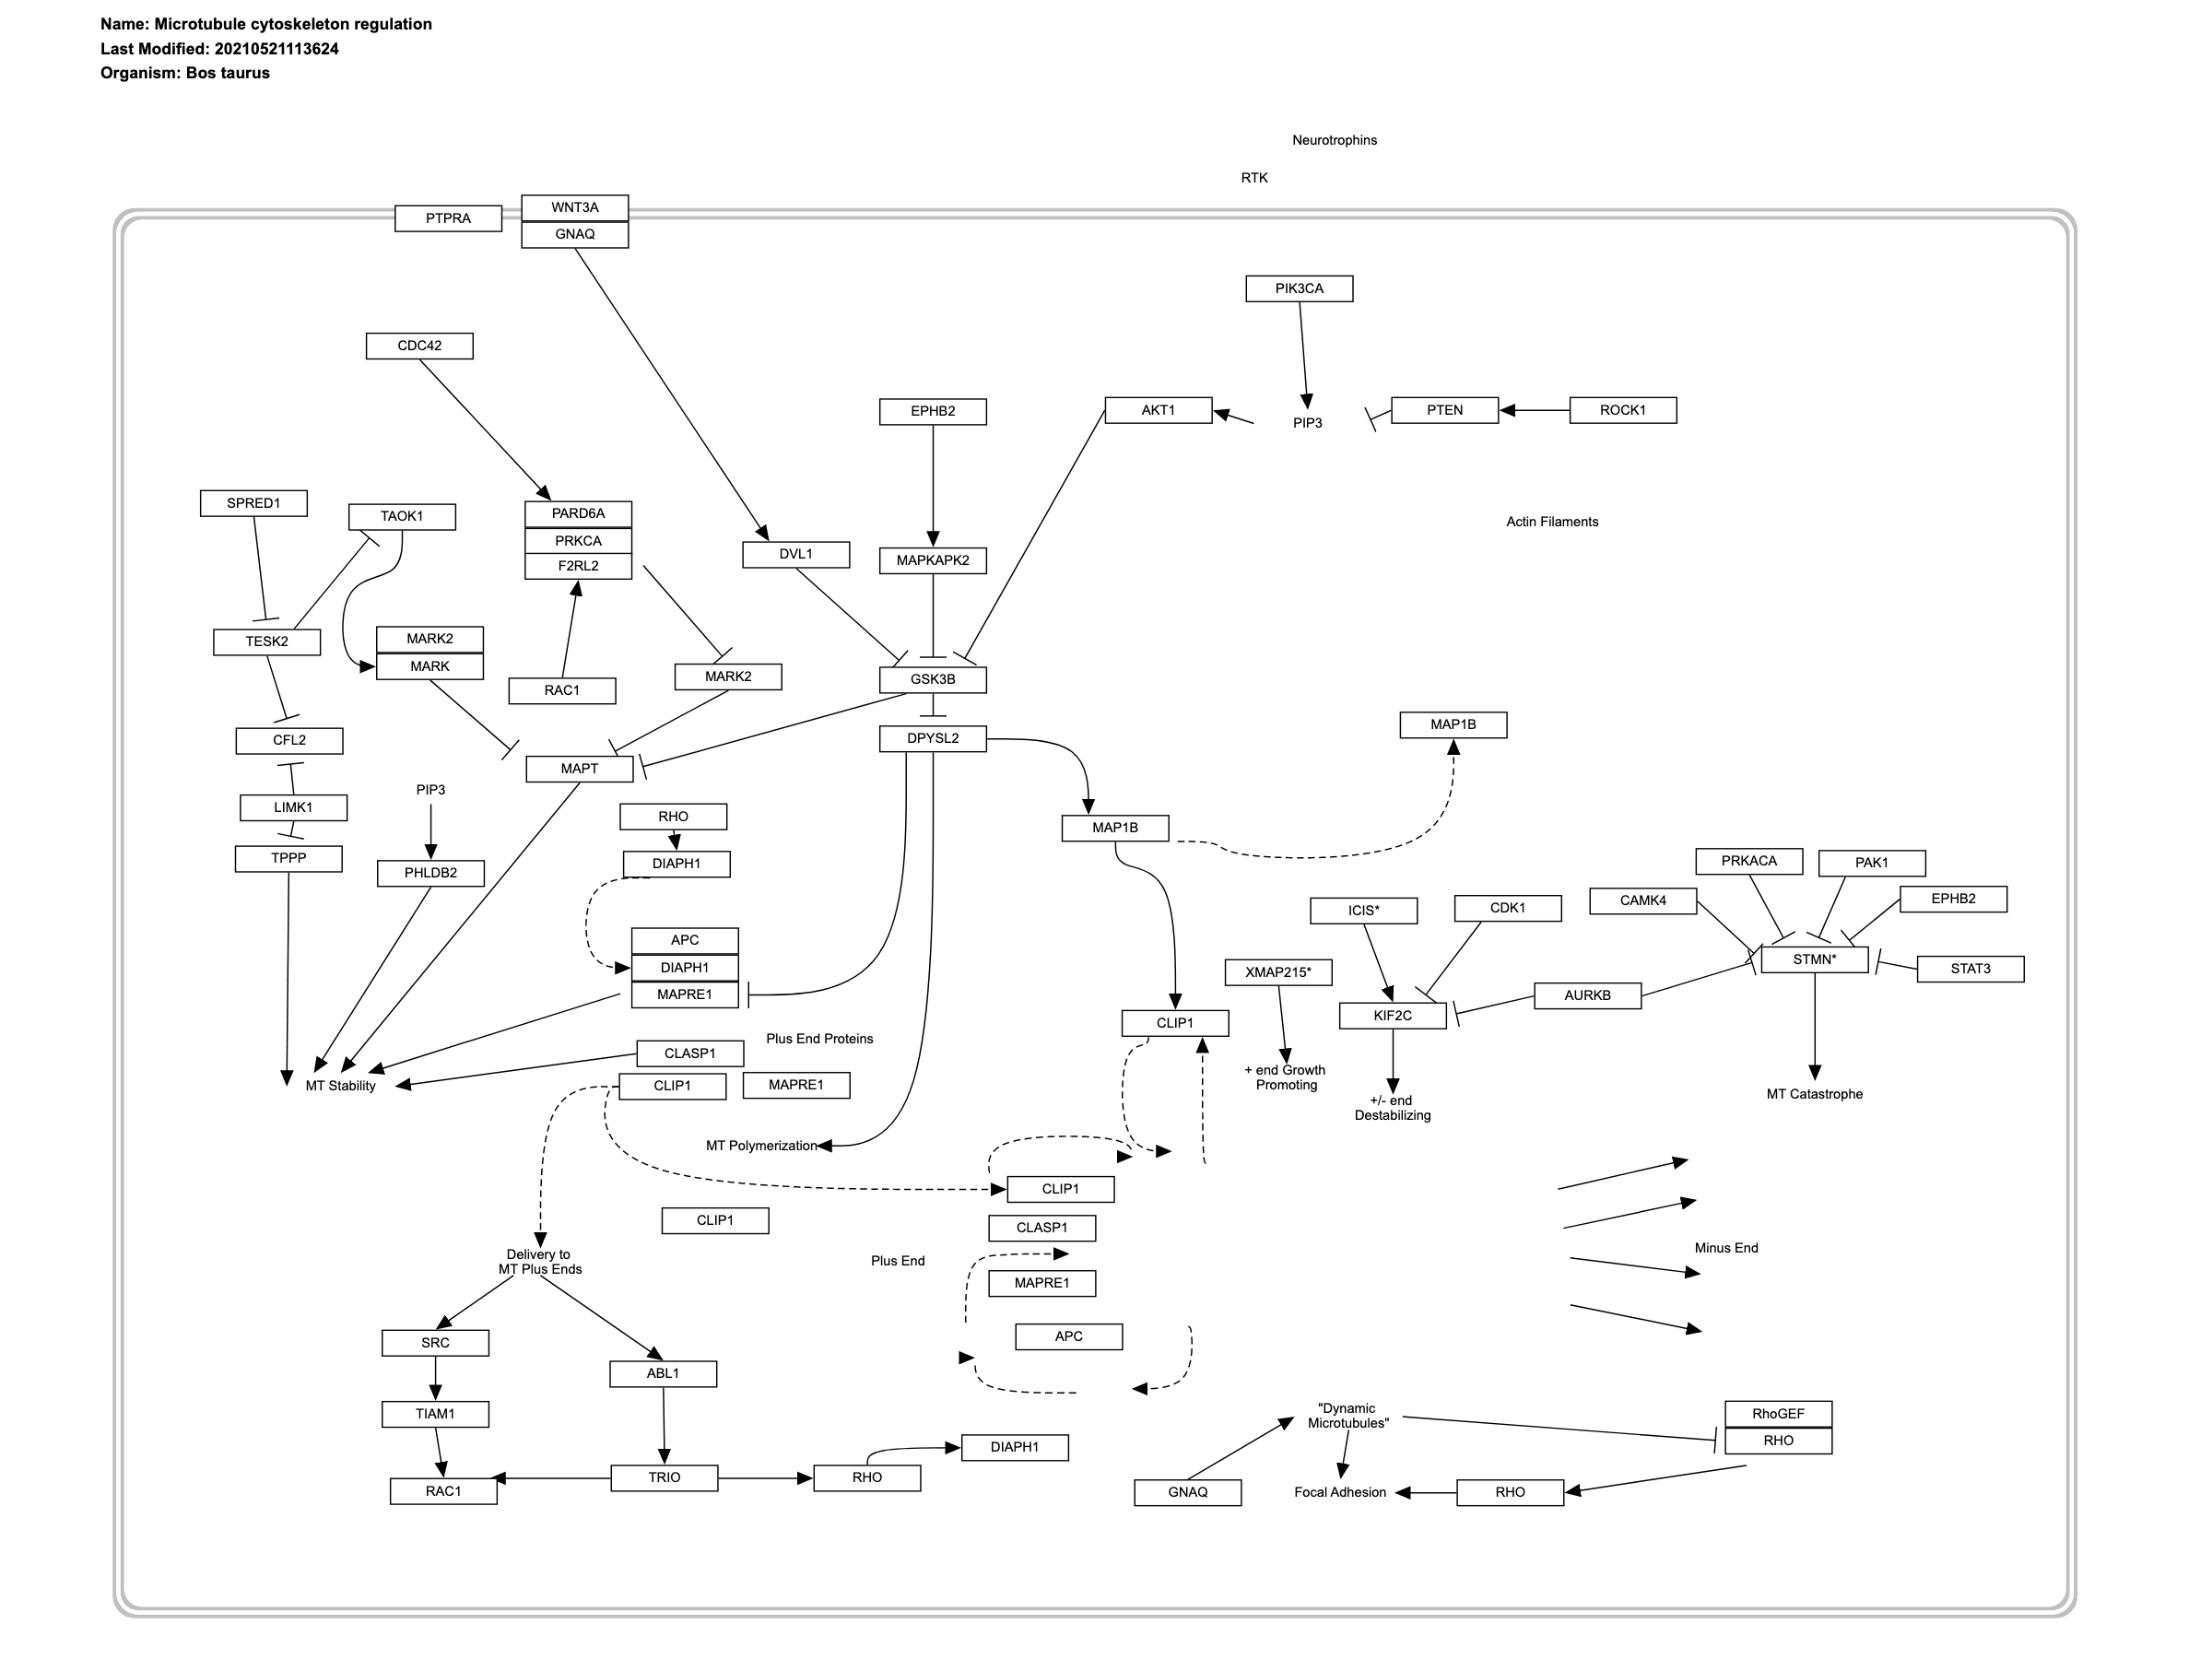 Name: Microtubule cytoskeleton regulation
Last Modified: 20210521113624
Organism: Bos taurus
Neurotrophins
RTK
PTPRA
WNT3A
GNAQ
PIK3CA
CDC42
EPHB2
AKT1
PIP3
PTEN
ROCK1
SPRED1
TAOK1
PARD6A
PRKCA
F2RL2
Actin Filaments
DVL1
MAPKAPK2
TESK2
MARK2
MARK
RAC1
MARK2
GSK3B
CFL2
DPYSL2
MAP1B
MAPT
PIP3
LIMK1
RHO
MAP1B
TPPP
PHLDB2
DIAPH1
PRKACA
PAK1
CAMK4
EPHB2
ICIS*
CDK1
APC
DIAPH1
MAPRE1
STMN*
STAT3
XMAP215*
AURKB
KIF2C
CLIP1
Plus End Proteins
CLASP1
MT Stability
CLIP1
MAPRE1
+ end Growth
Promoting
+/- end
Destabilizing
MT Catastrophe
MT Polymerization
CLIP1
CLIP1
CLASP1
Plus End
Minus End
Delivery to
MT Plus Ends
MAPRE1
APC
SRC
ABL1
TIAM1
"Dynamic
Microtubules"
RhoGEF
RHO
DIAPH1
RAC1
TRIO
RHO
GNAQ
Focal Adhesion
RHO